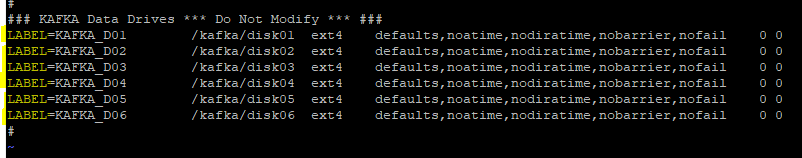 #
### KAFKA Data Drives *** Do Not Modify *** ###
LABEL=KAFKA_D01 /kafka/disk01 ext4 defaults,noatime,nodiratime,nobarrier,nofail 0 0
LABEL=KAFKA_D02 /kafka/disk02 ext4 defaults,noatime,nodiratime,nobarrier,nofail 0 0
LABEL=KAFKA_D03 /kafka/disk03 ext4 defaults,noatime,nodiratime,nobarrier,nofail 0 0
LABEL=KAFKA_D04 /kafka/disk04 ext4 defaults,noatime,nodiratime,nobarrier,nofail 0 0
LABEL=KAFKA_D05 /kafka/disk05 ext4 defaults,noatime,nodiratime,nobarrier,nofail 0 0
LABEL=KAFKA_D06 /kafka/disk06 ext4 defaults,noatime,nodiratime,nobarrier,nofail 0 0
#
~